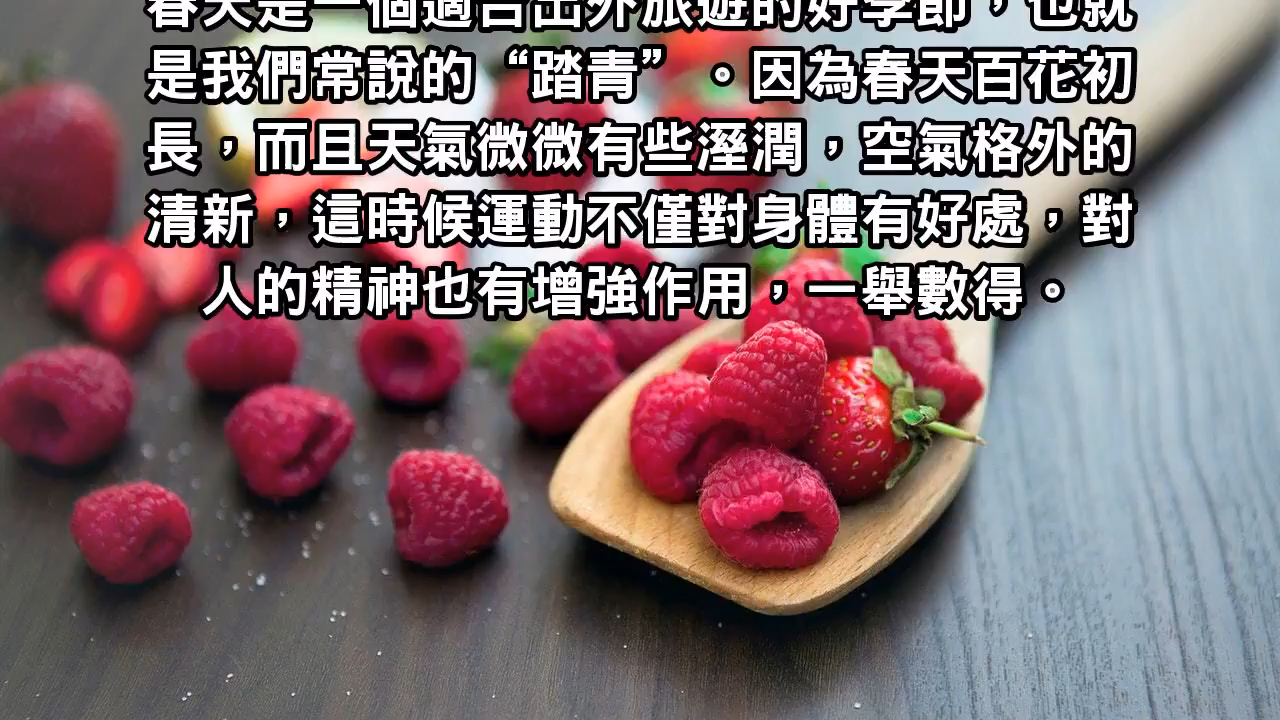 春天是一個適合出外旅遊的好季節，也就
是我們常說的“踏青”。因為春天百花初
長，而且天氣微微有些溼潤，空氣格外的
清新，這時候運動不僅對身體有好處，對
人的精神也有增強作用，一舉數得。